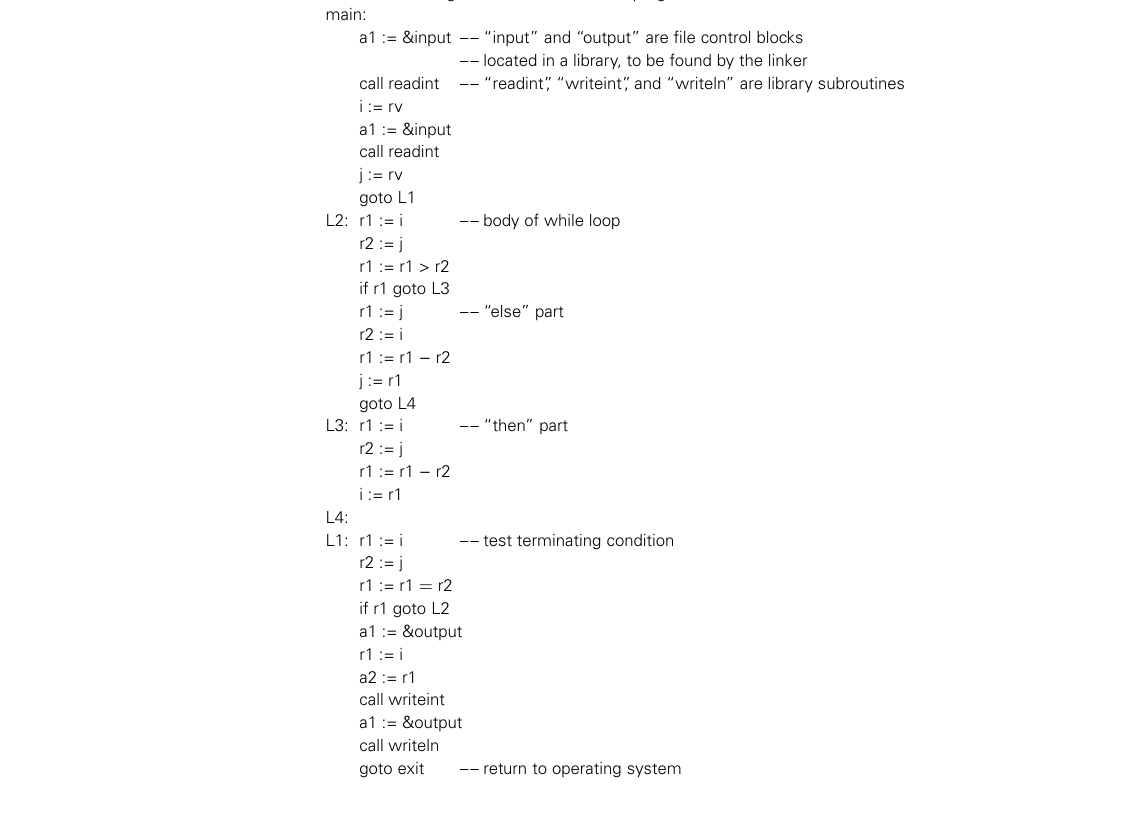 main:
a1 := &input –– “input” and “output” are file control blocks
–– located in a library, to be found by the linker
call readint –– “readint”, “writeint”, and “writeln” are library subroutines
i := rv
a1 := &input
call readint
j := rv
goto L1
L2: r1 := i –– body of while loop
r2 := j
r1 := r1 > r2
if r1 goto L3
r1 := j –– “else” part
r2 := i
r1 := r1 − r2
j := r1
goto L4
L3: r1 := i –– “then” part
r2 := j
r1 := r1 − r2
i := r1
L4:
L1: r1 := i –– test terminating condition
r2 := j
r1 := r1 = r2
if r1 goto L2
a1 := &output
r1 := i
a2 := r1
call writeint
a1 := &output
call writeln
goto exit –– return to operating system